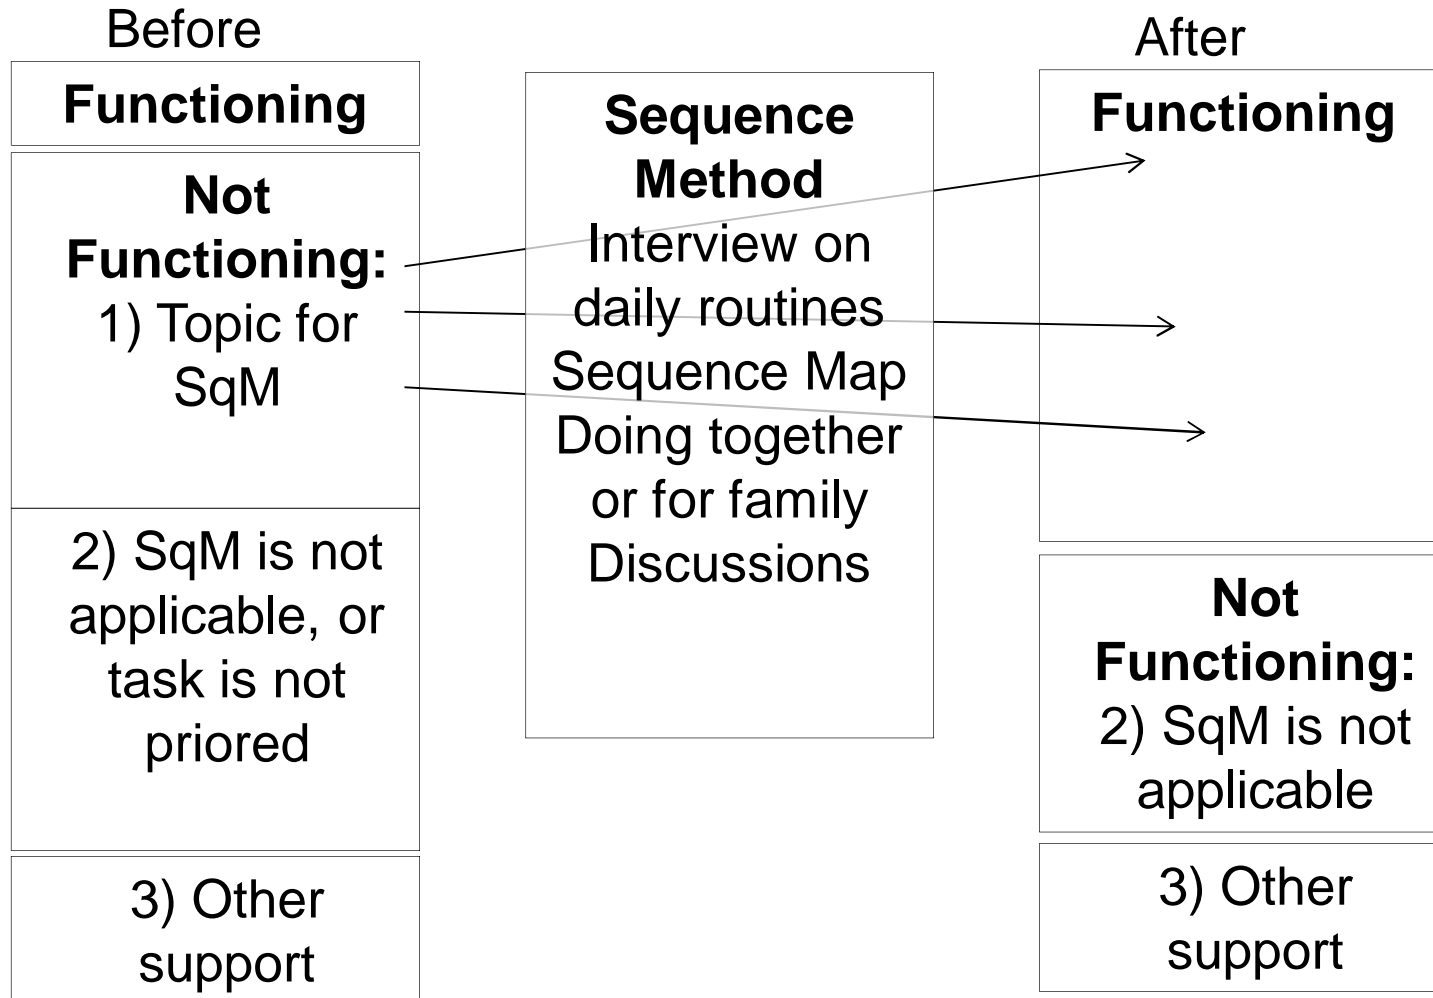 Before
Functioning
Not
Functioning:
1) Topic for
SqM
2) SqM is not
applicable, or
task is not
priored
3) Other
support
Sequence
Method
Interview on
daily routines
Sequence Map
Doing together
or for family
Discussions
After
Functioning
Not
Functioning:
2) SqM is not
applicable
3) Other
support